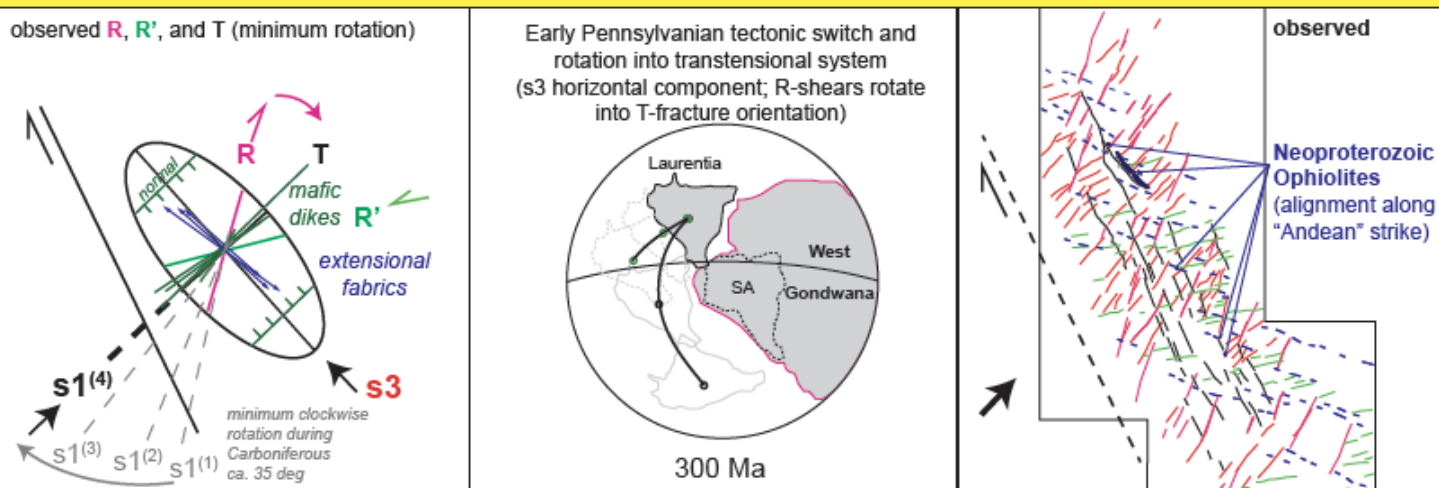 observed R, R', and T (minimum rotation)
R
T
normal
mafic
dikes
R'
extensional
fabrics
s1(4)
s3
s1(3)
s1(2)
s1(1)
minimum clockwise
rotation during
Carboniferous
ca. 35 deg
Early Pennsylvanian tectonic switch and
rotation into transtensional system
(s3 horizontal component; R-shears rotate
into T-fracture orientation)
Laurentia
West
SA
Gondwana
300 Ma
observed
Neoproterozoic
Ophiolites
(alignment along
"Andean" strike)